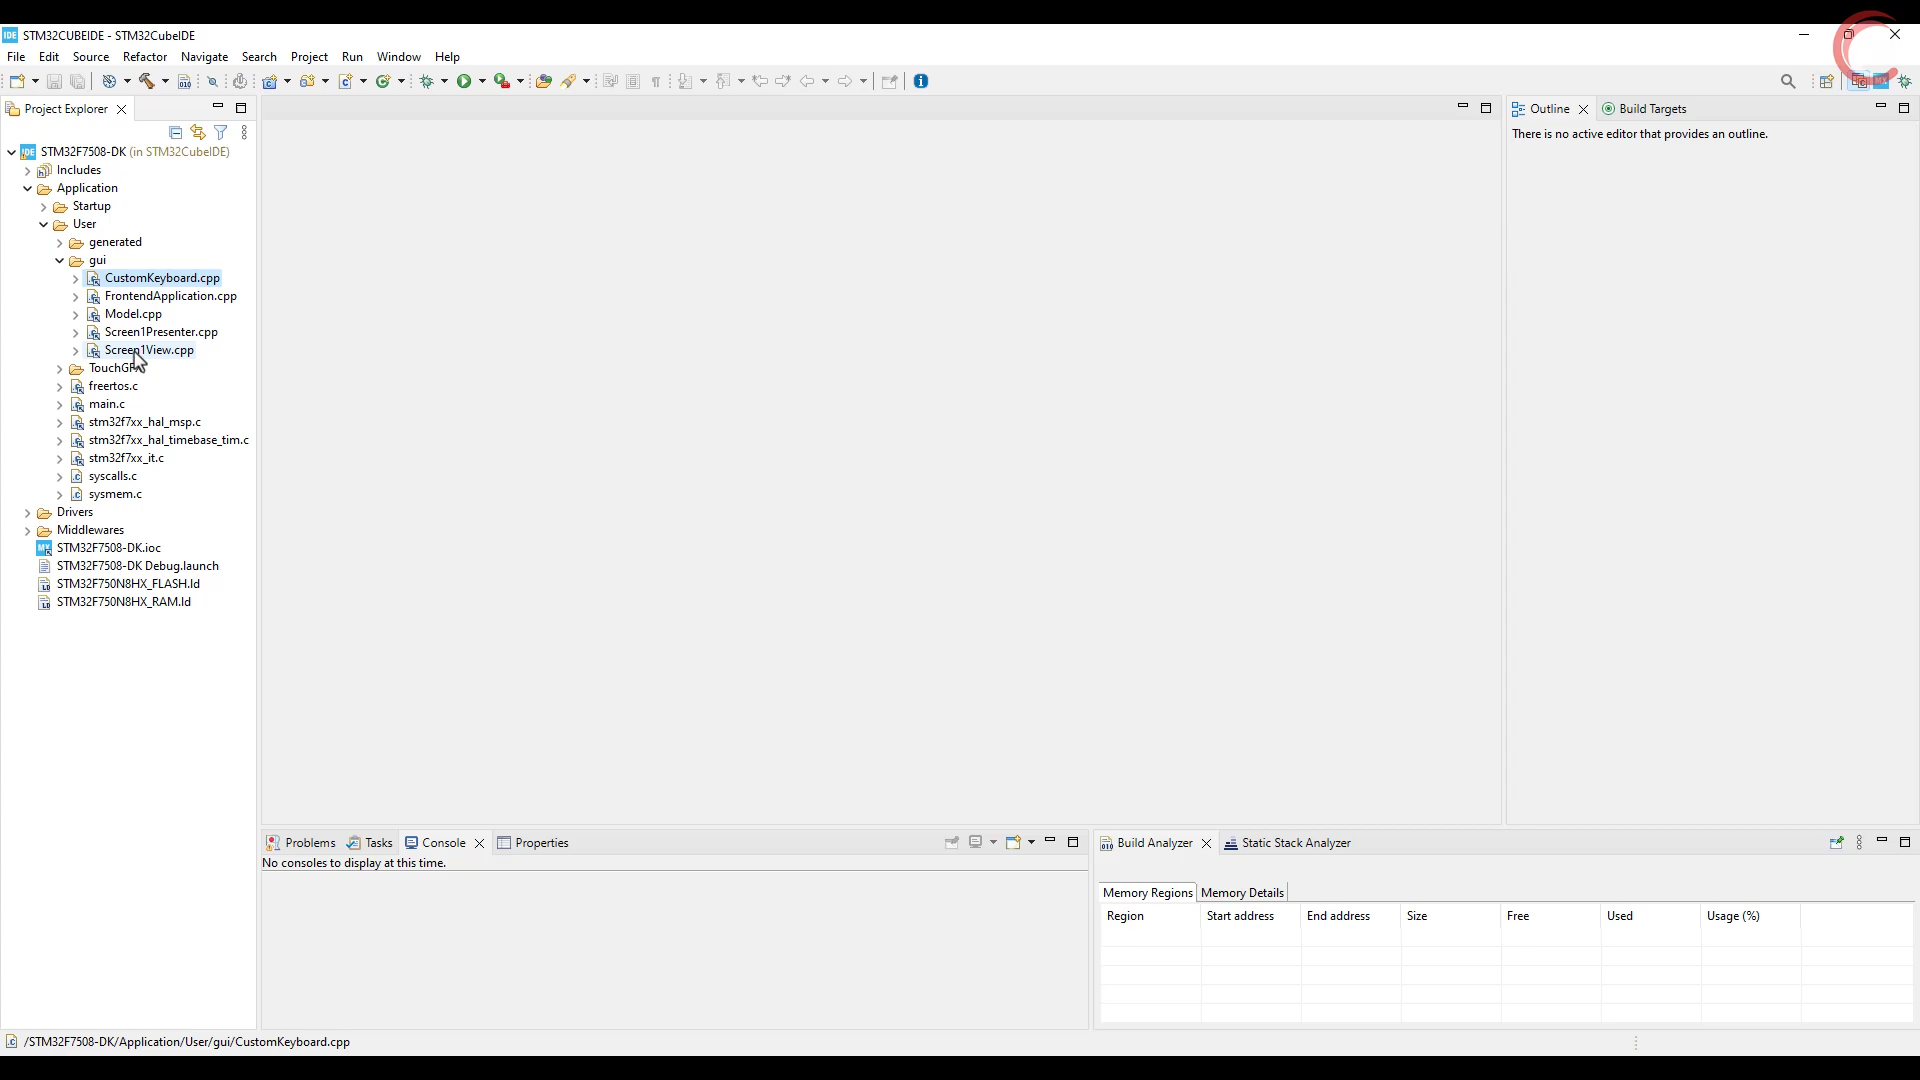 STM32CUBEIDE - STM32CubeIDE
File Edit Source Refactor Navigate Search Project Run Window Help
Project Explorer
STM32F7508-DK (in STM32CubeIDE)
Includes
Application
Startup
User
generated
gui
CustomKeyboard.cpp
FrontendApplication.cpp
Model.cpp
Screen1Presenter.cpp
Screen1View.cpp
freertos.c
main.c
stm32f7xx_hal_msp.c
stm32f7xx_hal_timebase_tim.c
stm32f7xx_it.c
syscalls.c
sysmem.c
Drivers
Middlewares
STM32F7508-DK.ioc
STM32F7508-DK Debug.launch
STM32F750N8HX_FLASH.ld
STM32F750N8HX_RAM.ld
Outline Build Targets
There is no active editor that provides an outline.
Problems Tasks Console Properties
No consoles to display at this time.
Build Analyzer Static Stack Analyzer
Memory Regions Memory Details
Region Start address End address Size Free Used Usage (%)
/STM32F7508-DK/Application/User/gui/CustomKeyboard.cpp